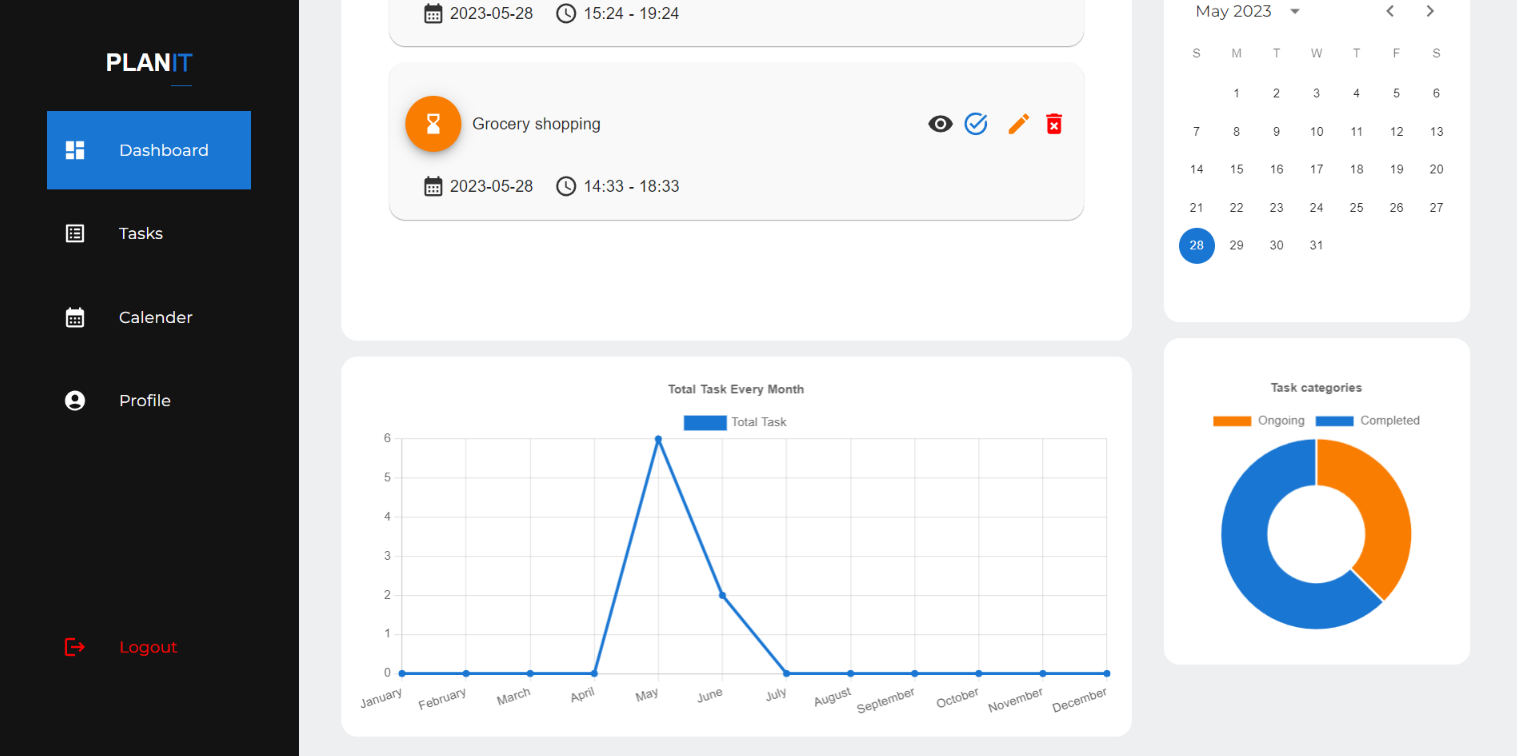 PLANIT
Dashboard
Tasks
Calender
Profile
Logout
2023-05-28 15:24 - 19:24
Grocery shopping
2023-05-28 14:33 - 18:33
Total Task Every Month
Total Task
6
5
4
3
2
1
0
January February March April May June July August September October November December
May 2023
S M T W T F S
1 2 3 4 5 6
7 8 9 10 11 12 13
14 15 16 17 18 19 20
21 22 23 24 25 26 27
28 29 30 31
Task categories
Ongoing Completed